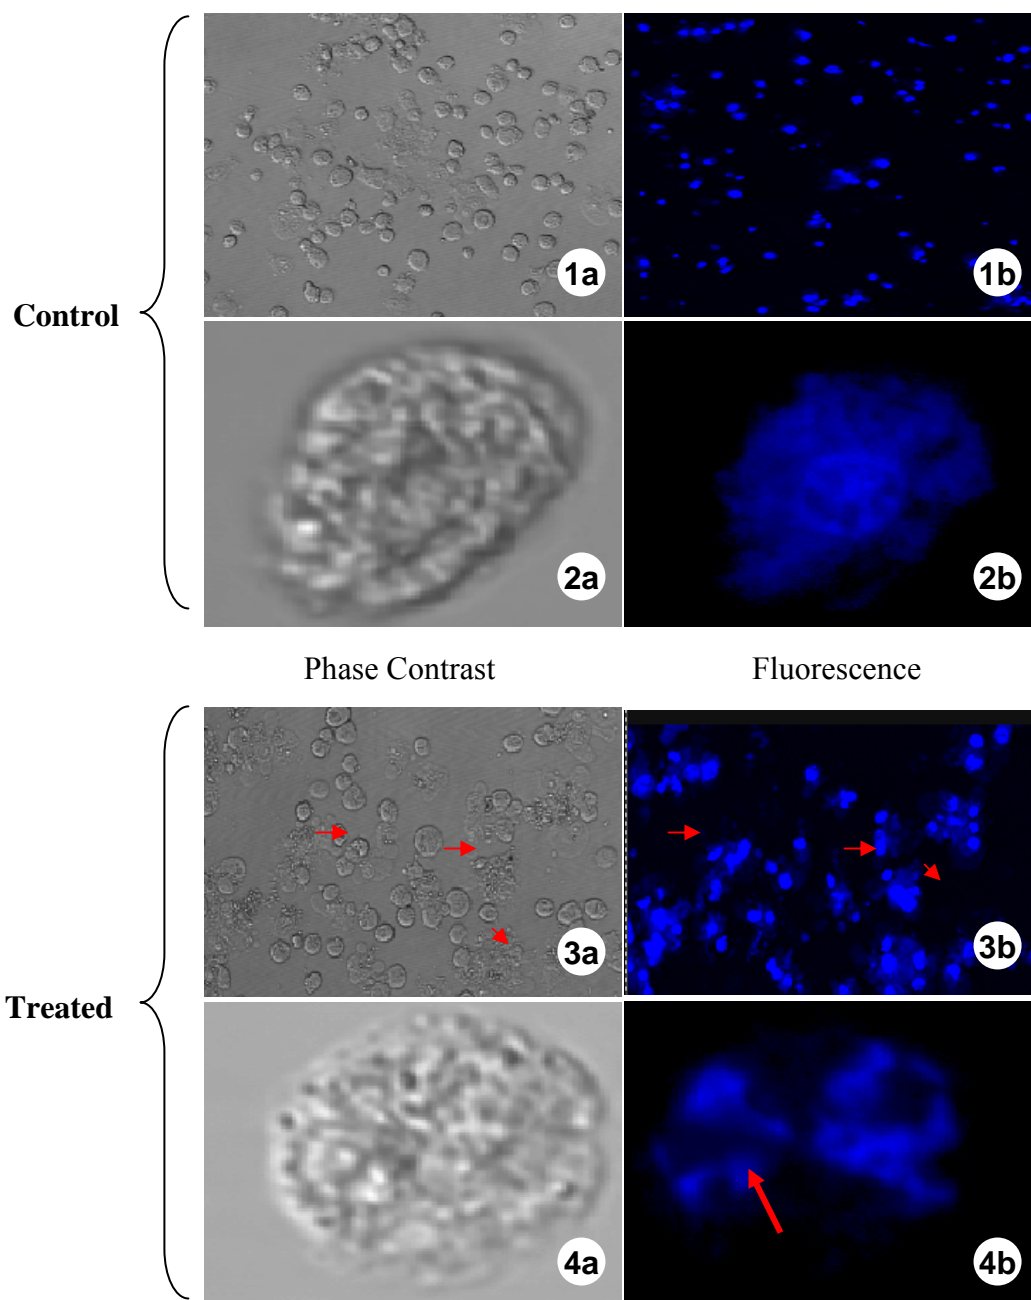 Control
1a
1b
2a
2b
Phase Contrast
Fluorescence
Treated
3a
3b
4a
4b